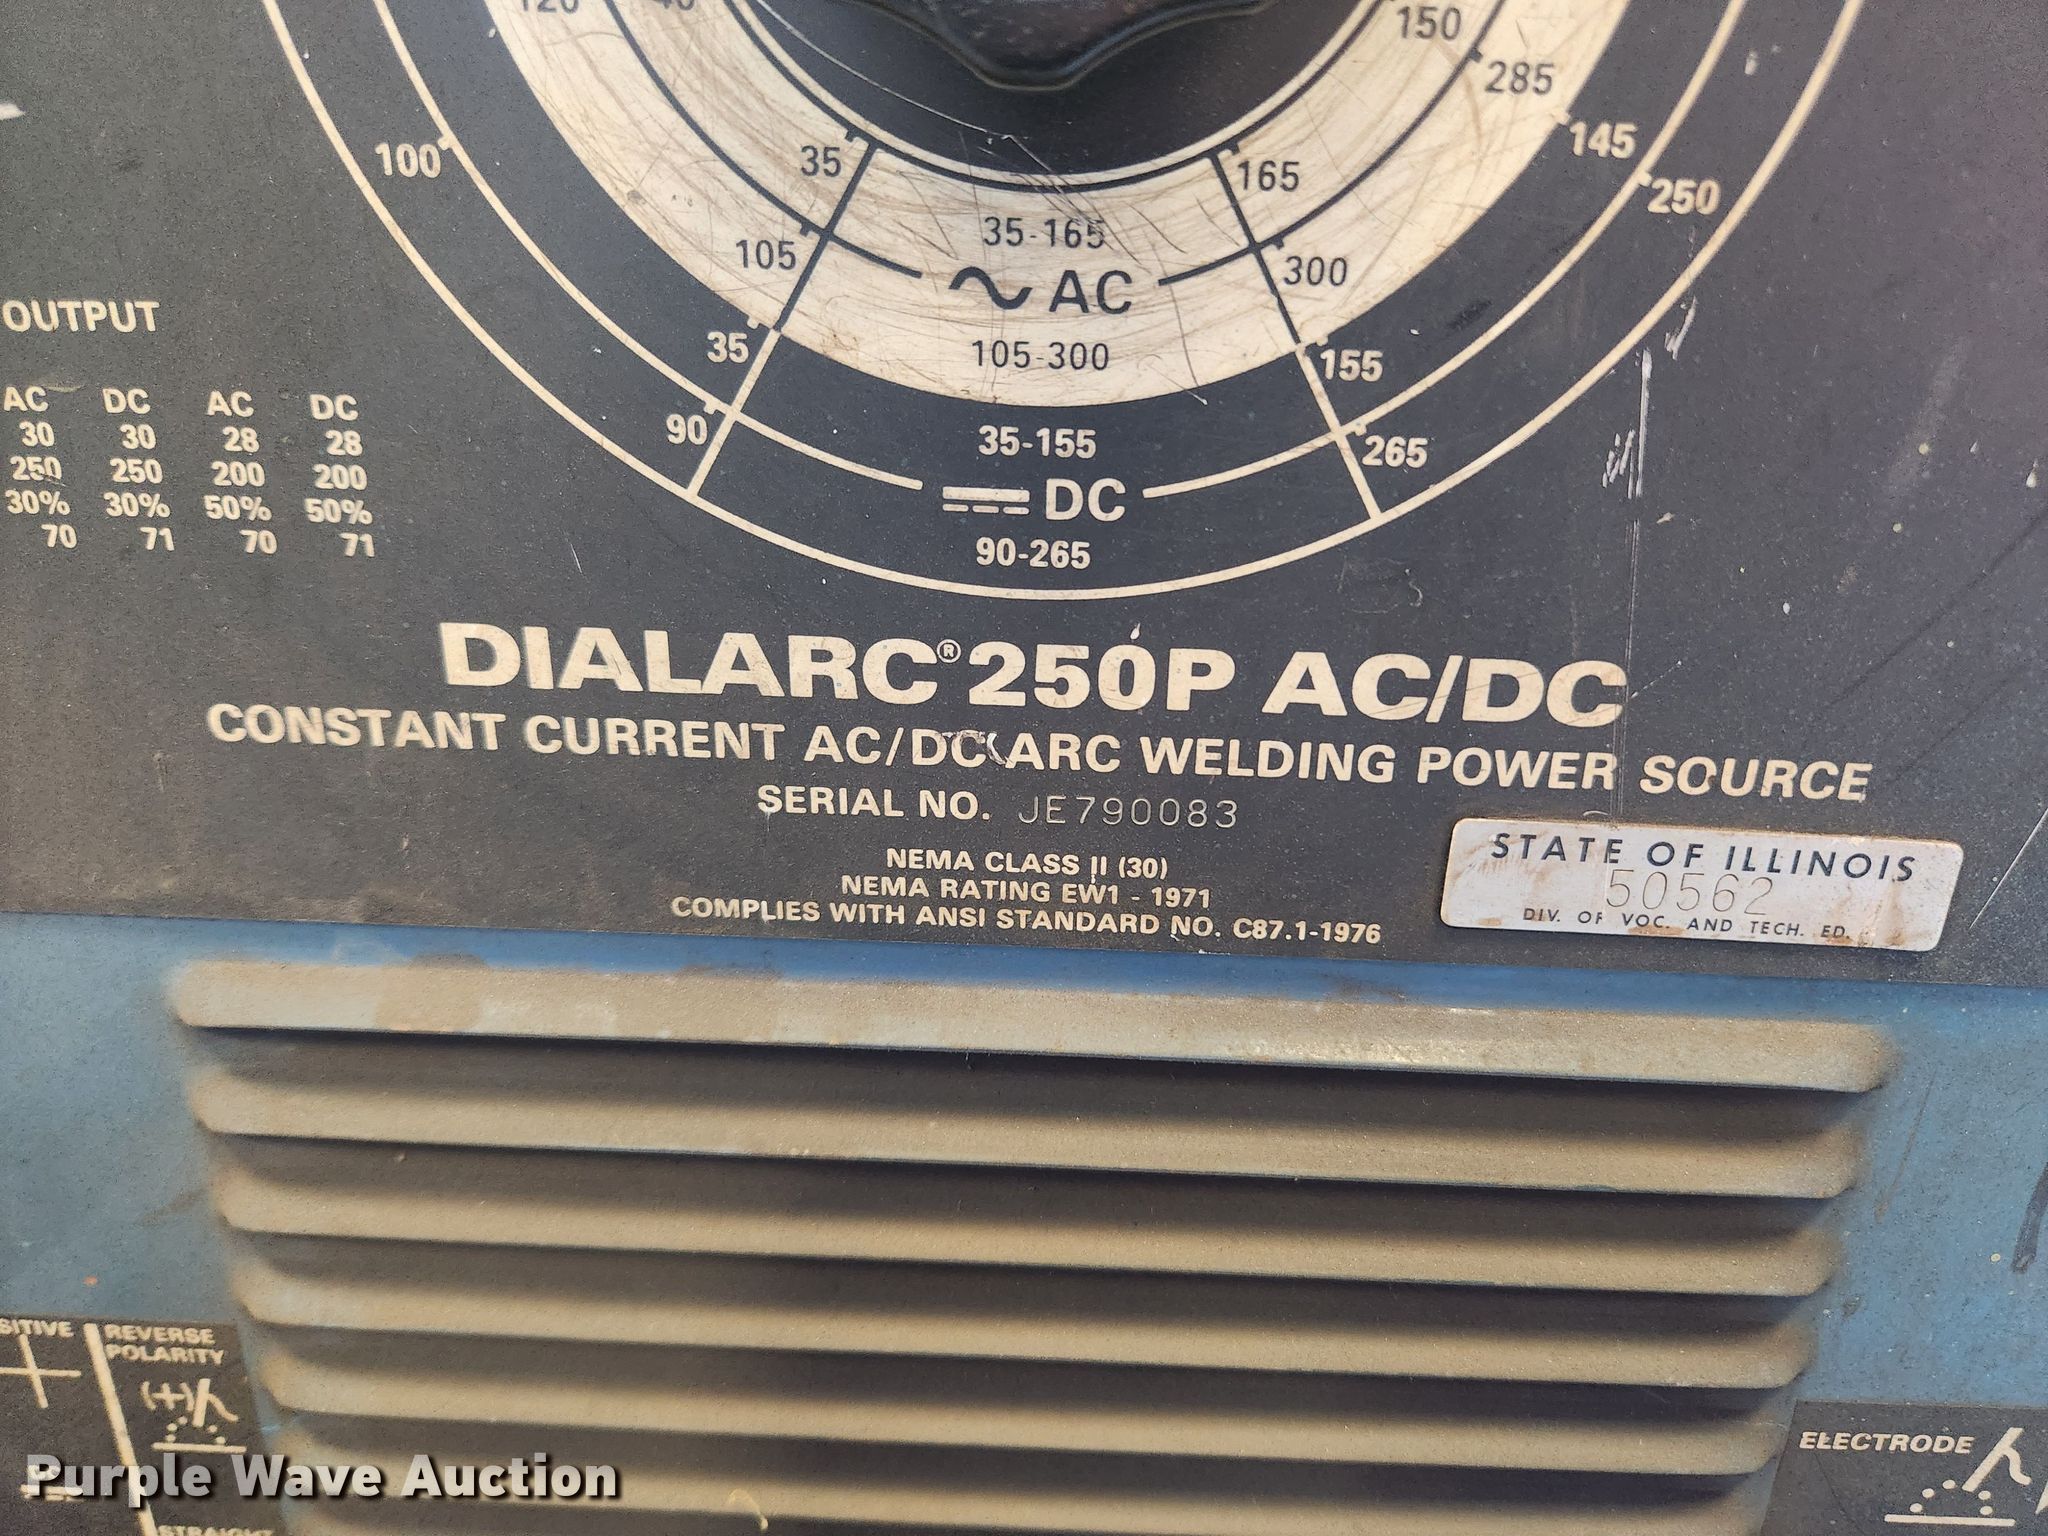 120
40
150
285
145
250
100
35
165
35-165
105
AC
300
105-300
35
155
90
35-155
265
DC
90-265
OUTPUT
AC DC AC DC
30 30 28 28
250 250 200 200
30% 30% 50% 50%
70 71 70 71
DIALARC® 250P AC/DC
CONSTANT CURRENT AC/DC ARC WELDING POWER SOURCE
SERIAL NO. JE790083
NEMA CLASS II (30)
NEMA RATING EW1 - 1971
COMPLIES WITH ANSI STANDARD NO. C87.1-1976
STATE OF ILLINOIS
50562
DIV. OF VOC. AND TECH. ED.
SITIVE
REVERSE
POLARITY
(+)
STRAIGHT
ELECTRODE
Purple Wave Auction